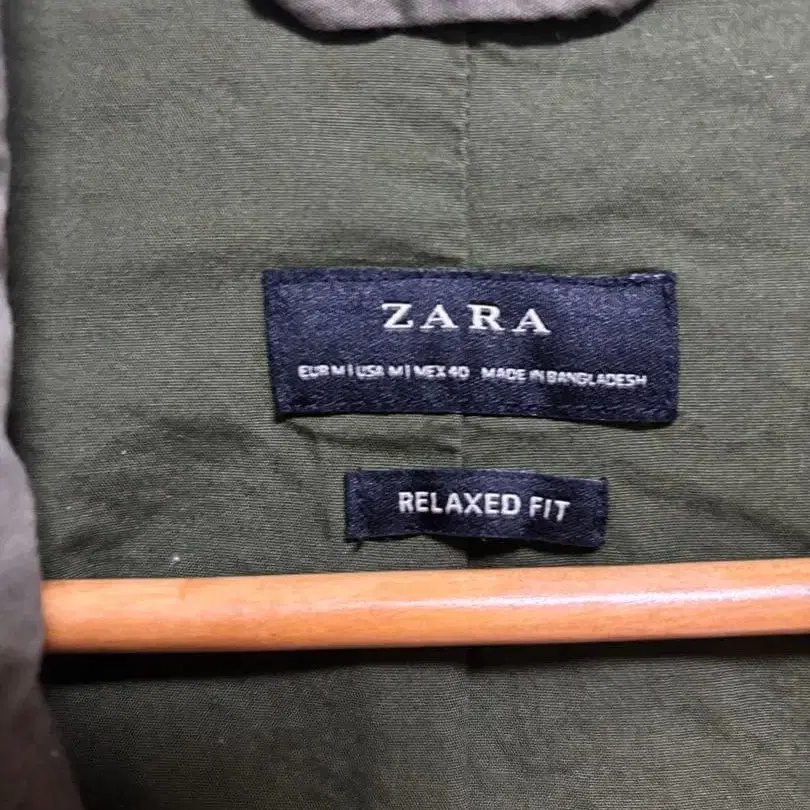 ZARA
EUR M | USA M | MEX 40 MADE IN BANGLADESH
RELAXED FIT